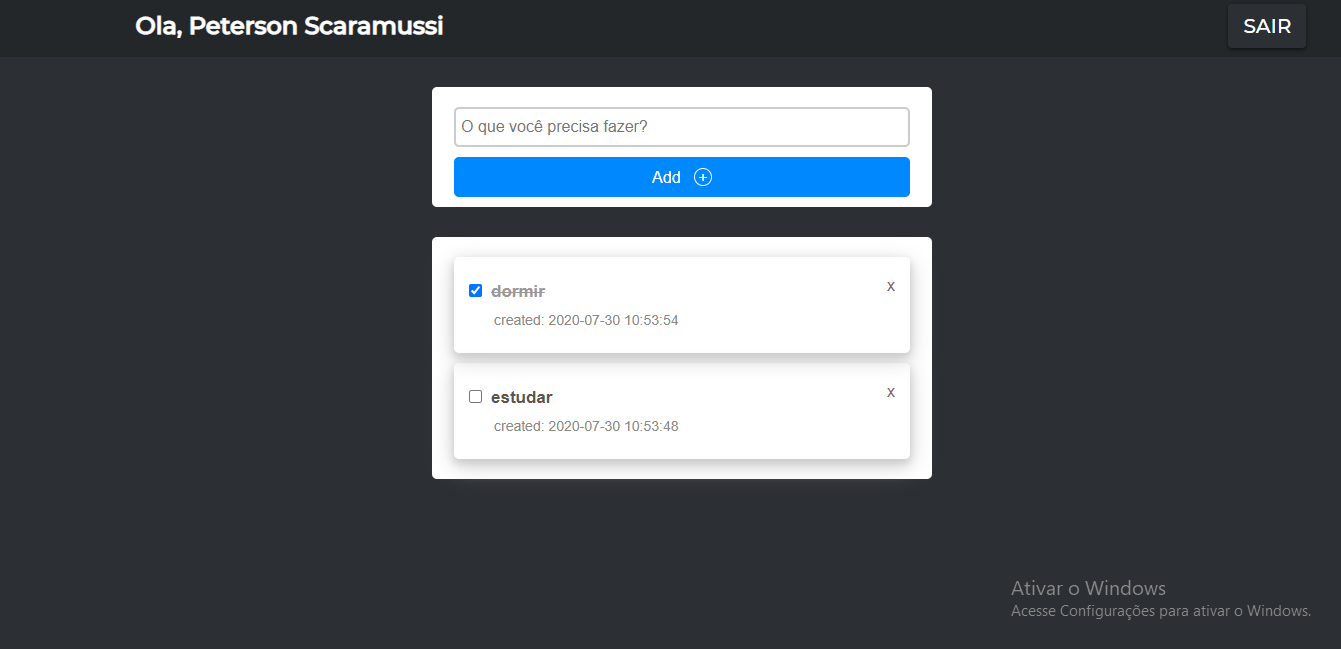 Ola, Peterson Scaramussi
SAIR
O que você precisa fazer?
Add
dormir
x
created: 2020-07-30 10:53:54
estudar
x
created: 2020-07-30 10:53:48
Ativar o Windows
Acesse Configurações para ativar o Windows.